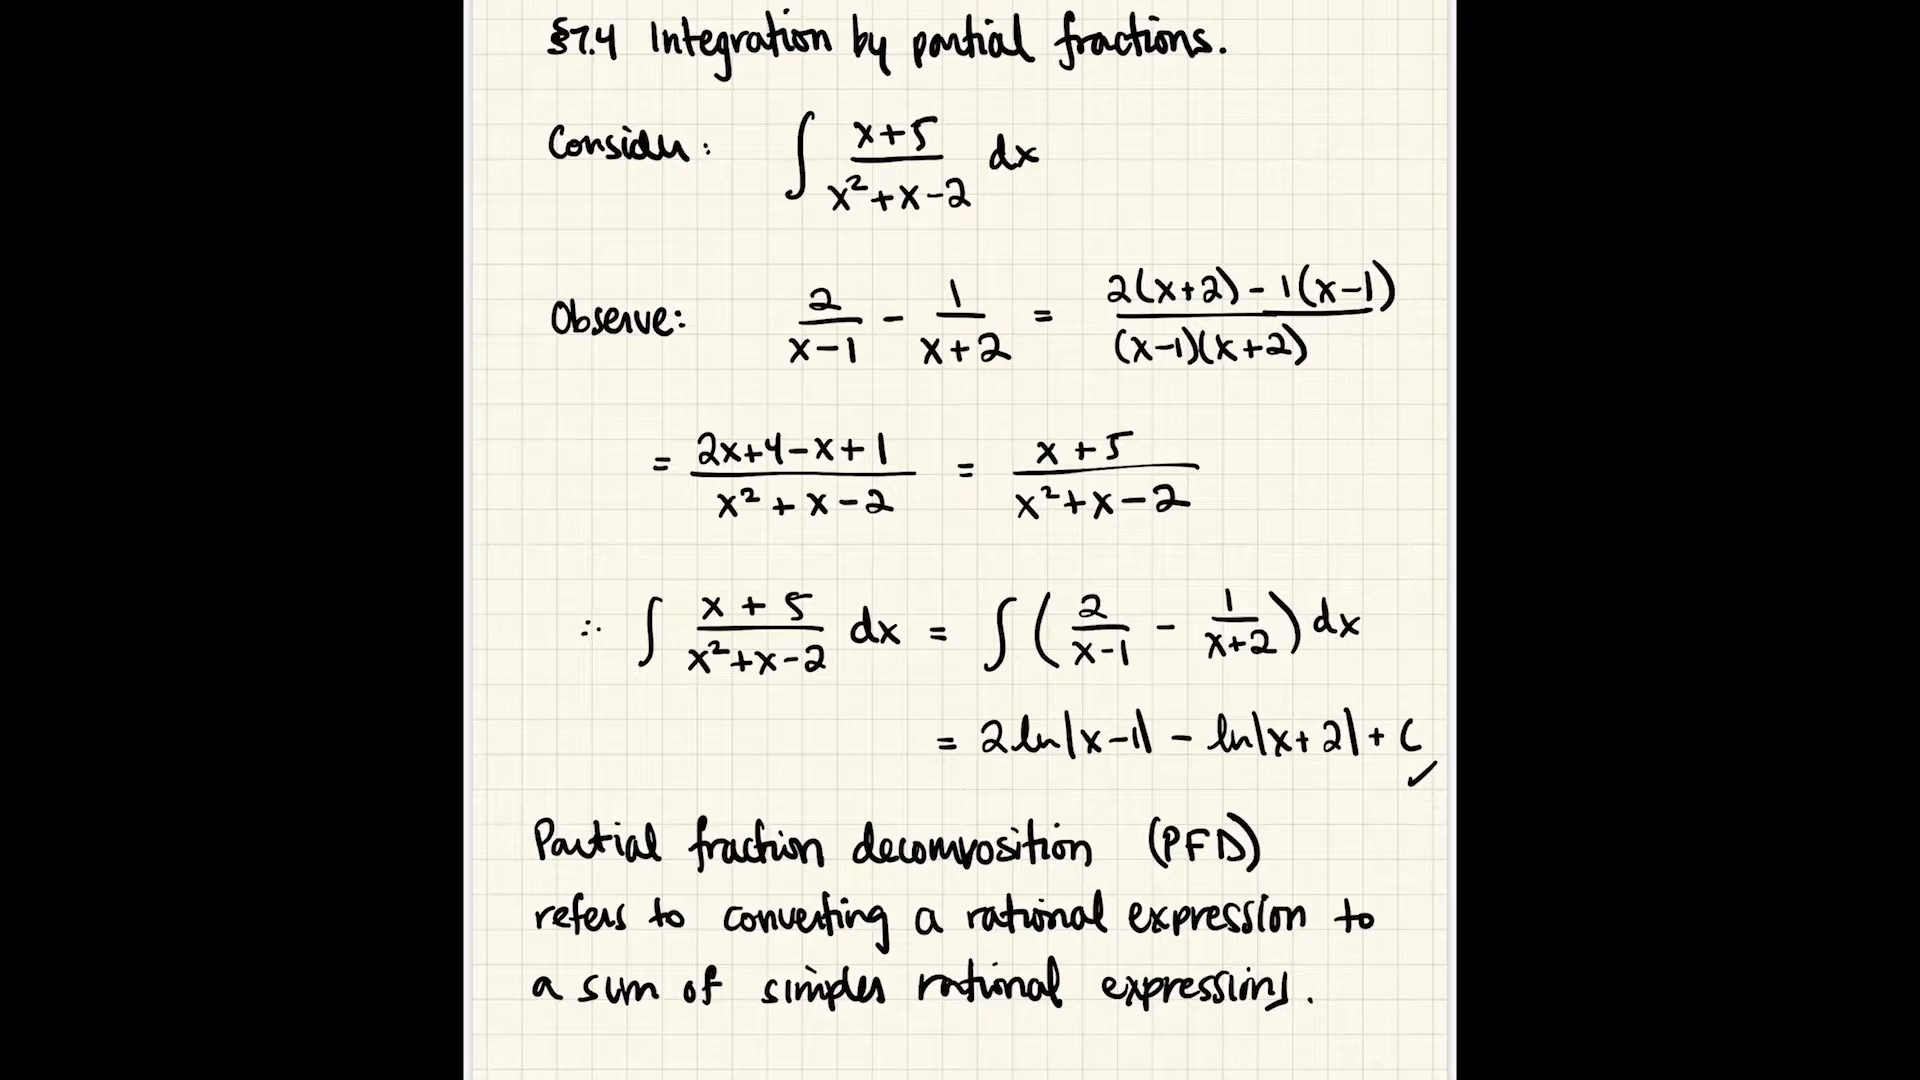 §7.4 Integration by partial fractions.
Consider: ∫ (x+5)/(x²+x-2) dx
Observe: 2/(x-1) - 1/(x+2) = (2(x+2) - 1(x-1))/((x-1)(x+2))
= (2x+4-x+1)/(x²+x-2) = (x+5)/(x²+x-2)
∴ ∫ (x+5)/(x²+x-2) dx = ∫ (2/(x-1) - 1/(x+2)) dx
= 2 ln|x-1| - ln|x+2| + C ✓
Partial fraction decomposition (PFD)
refers to converting a rational expression to
a sum of simpler rational expressions.